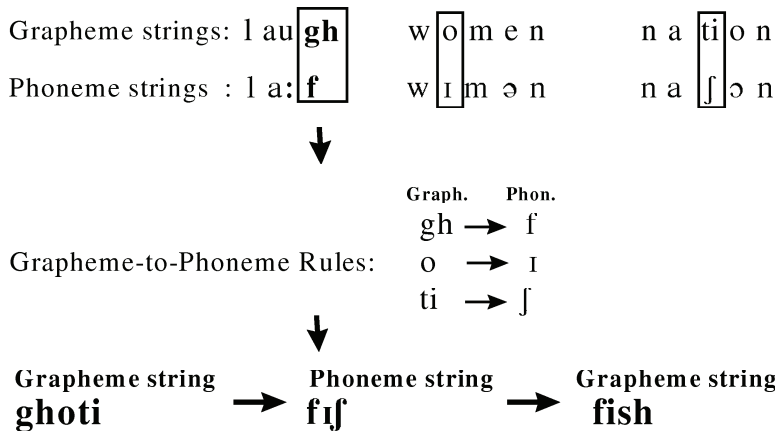 Grapheme strings: l au gh w o m e n n a ti o n
Phoneme strings : l a: f w ɪ m ə n n a ʃ ɔ n
Graph. Phon.
gh → f
Grapheme-to-Phoneme Rules: o → ɪ
ti → ʃ
Grapheme string Phoneme string Grapheme string
ghoti → fɪʃ → fish